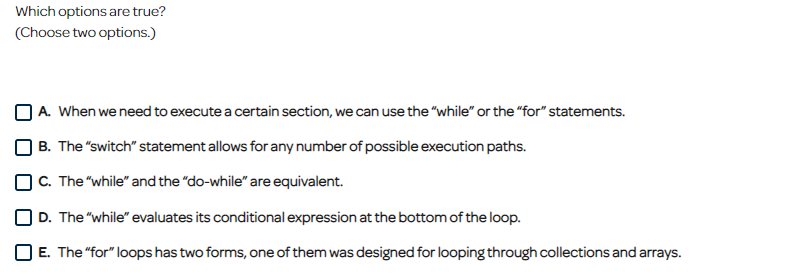 Which options are true?
(Choose two options.)
A. When we need to execute a certain section, we can use the “while” or the “for” statements.
B. The “switch” statement allows for any number of possible execution paths.
C. The “while” and the “do-while” are equivalent.
D. The “while” evaluates its conditional expression at the bottom of the loop.
E. The “for” loops has two forms, one of them was designed for looping through collections and arrays.